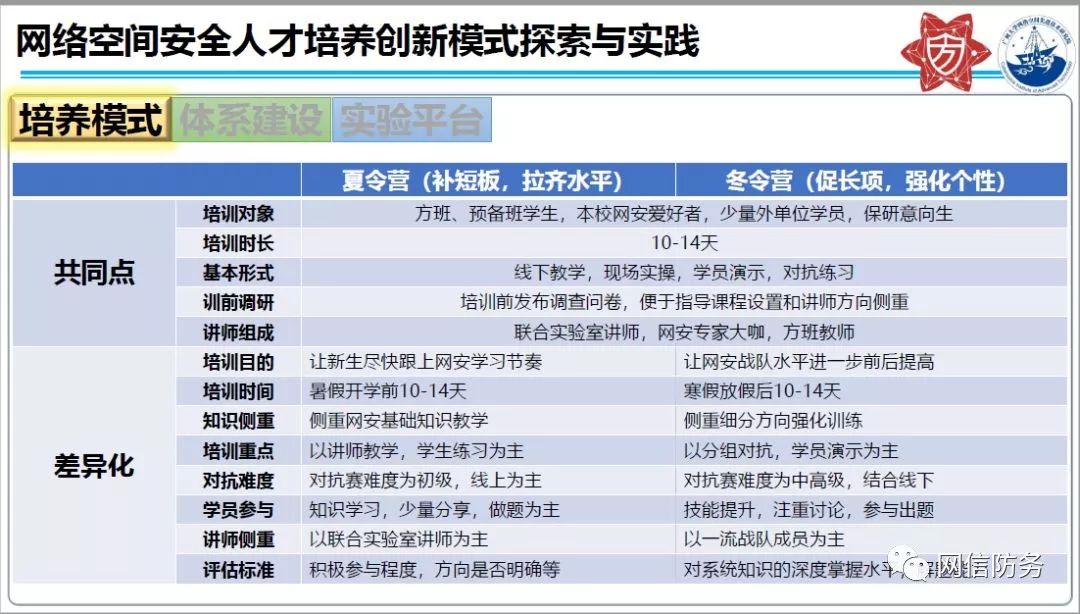 网络空间安全人才培养创新模式探索与实践
培养模式 体系建设 实验平台
夏令营（补短板，拉齐水平） 冬令营（促长项，强化个性）
共同点
培训对象 方班、预备班学生，本校网安爱好者，少量外单位学员，保研意向生
培训时长 10-14天
基本形式 线下教学，现场实操，学员演示，对抗练习
训前调研 培训前发布调查问卷，便于指导课程设置和讲师方向侧重
讲师组成 联合实验室讲师，网安专家大咖，方班教师
差异化
培训目的 让新生尽快跟上网安学习节奏 让网安战队水平进一步前后提高
培训时间 暑假开学前10-14天 寒假放假后10-14天
知识侧重 侧重网安基础知识教学 侧重细分方向强化训练
培训重点 以讲师教学，学生练习为主 以分组对抗，学员演示为主
对抗难度 对抗赛难度为初级，线上为主 对抗赛难度为中高级，结合线下
学员参与 知识学习，少量分享，做题为主 技能提升，注重讨论，参与出题
讲师侧重 以联合实验室讲师为主 以一流战队成员为主
评估标准 积极参与程度，方向是否明确等 对系统知识的深度掌握水平，
网信防务